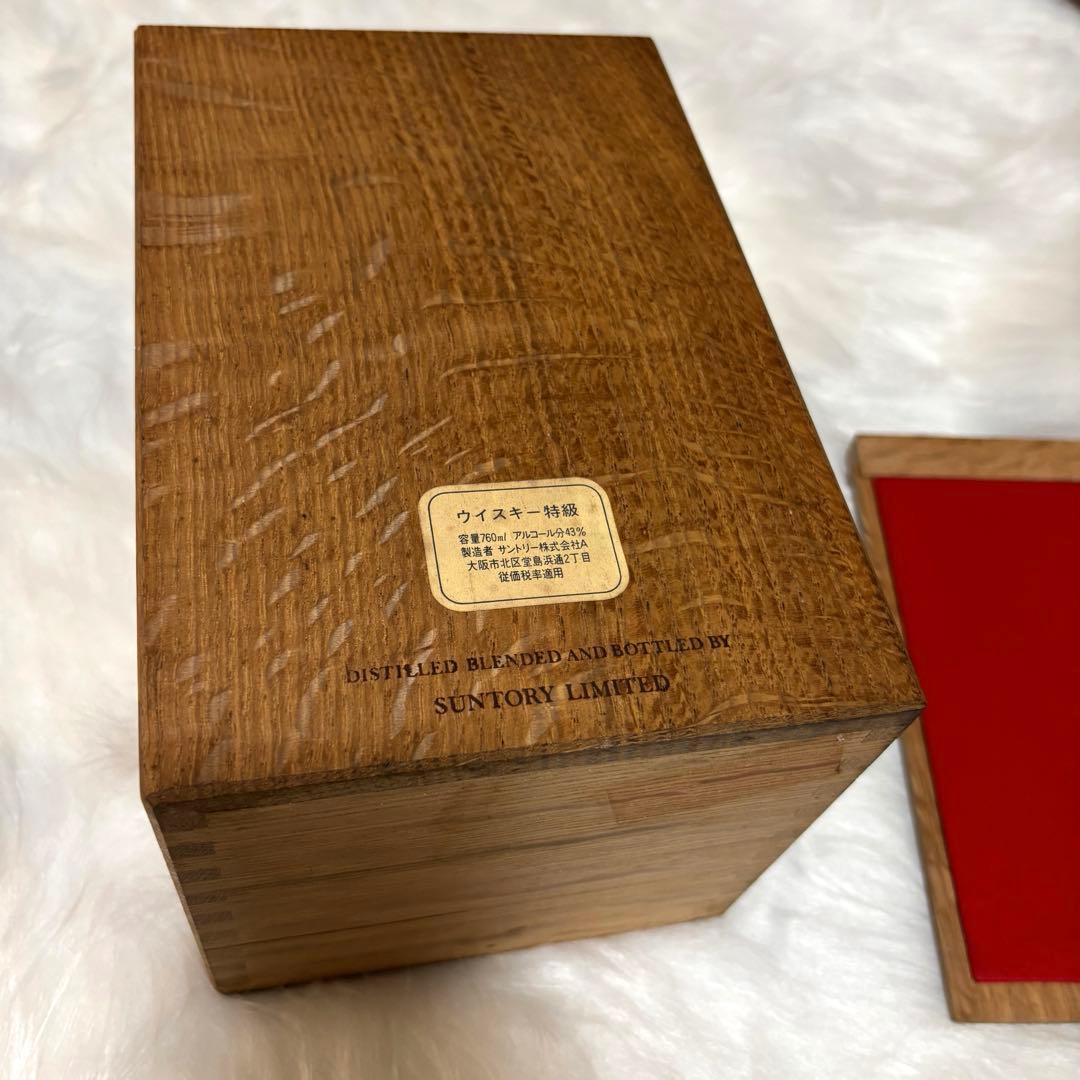 ウイスキー特級
容量760ml アルコール分43%
製造者 サントリー株式会社A
大阪市北区堂島浜通2丁目
従価税率適用
DISTILLED BLENDED AND BOTTLED BY
SUNTORY LIMITED